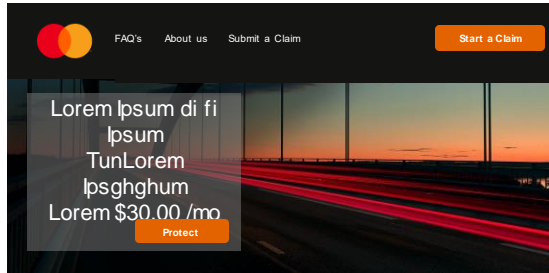 FAQ's About us Submit a Claim Start a Claim
Lorem Ipsum di fi
Ipsum
TunLorem
Ipsghghum
Lorem $30.00 /mo
Protect